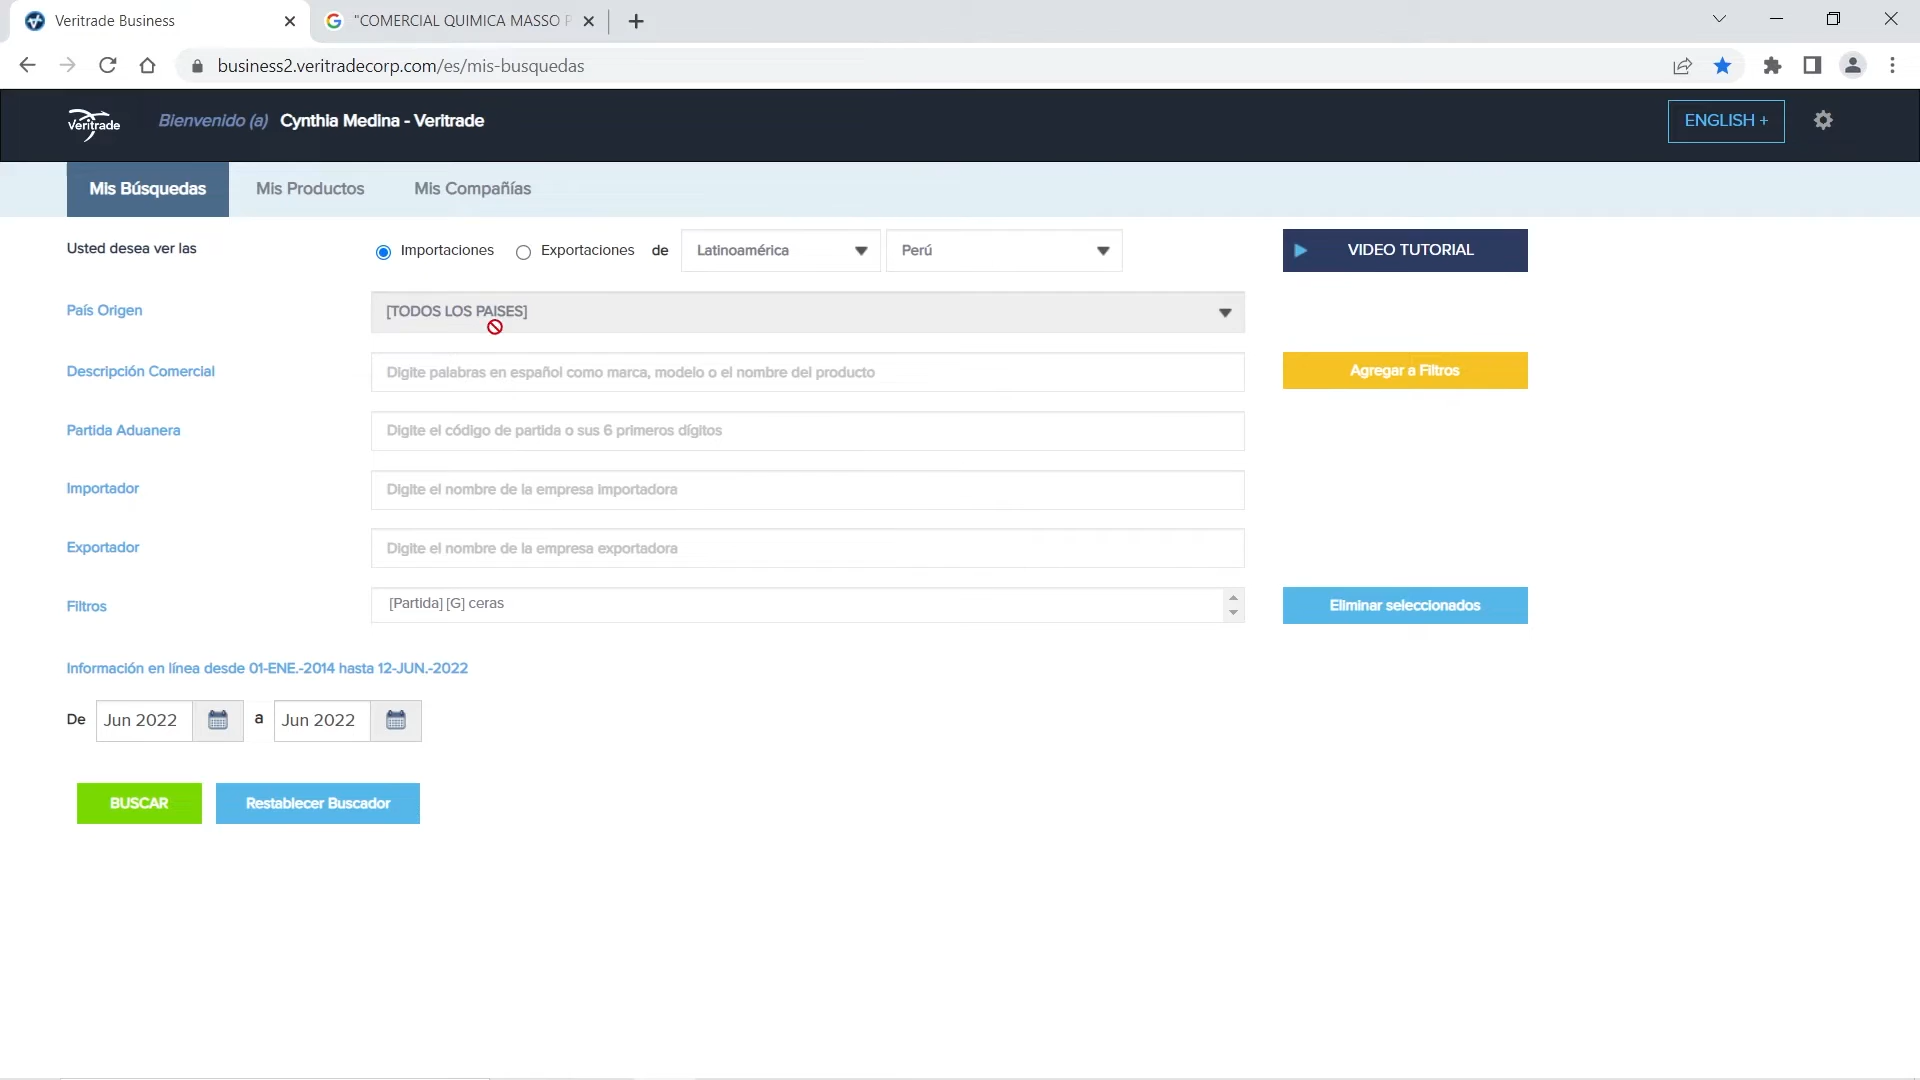 Veritrade Business
"COMERCIAL QUIMICA MASSO P
business2.veritradecorp.com/es/mis-busquedas
Veritrade
Bienvenido (a) Cynthia Medina - Veritrade
ENGLISH +
Mis Búsquedas
Mis Productos
Mis Compañías
Usted desea ver las
Importaciones
Exportaciones
de
Latinoamérica
Perú
VIDEO TUTORIAL
País Origen
[TODOS LOS PAISES]
Descripción Comercial
Digite palabras en español como marca, modelo o el nombre del producto
Agregar a Filtros
Partida Aduanera
Digite el código de partida o sus 6 primeros dígitos
Importador
Digite el nombre de la empresa importadora
Exportador
Digite el nombre de la empresa exportadora
Filtros
[Partida] [G] ceras
Eliminar seleccionados
Información en línea desde 01-ENE.-2014 hasta 12-JUN.-2022
De
Jun 2022
a
Jun 2022
BUSCAR
Restablecer Buscador